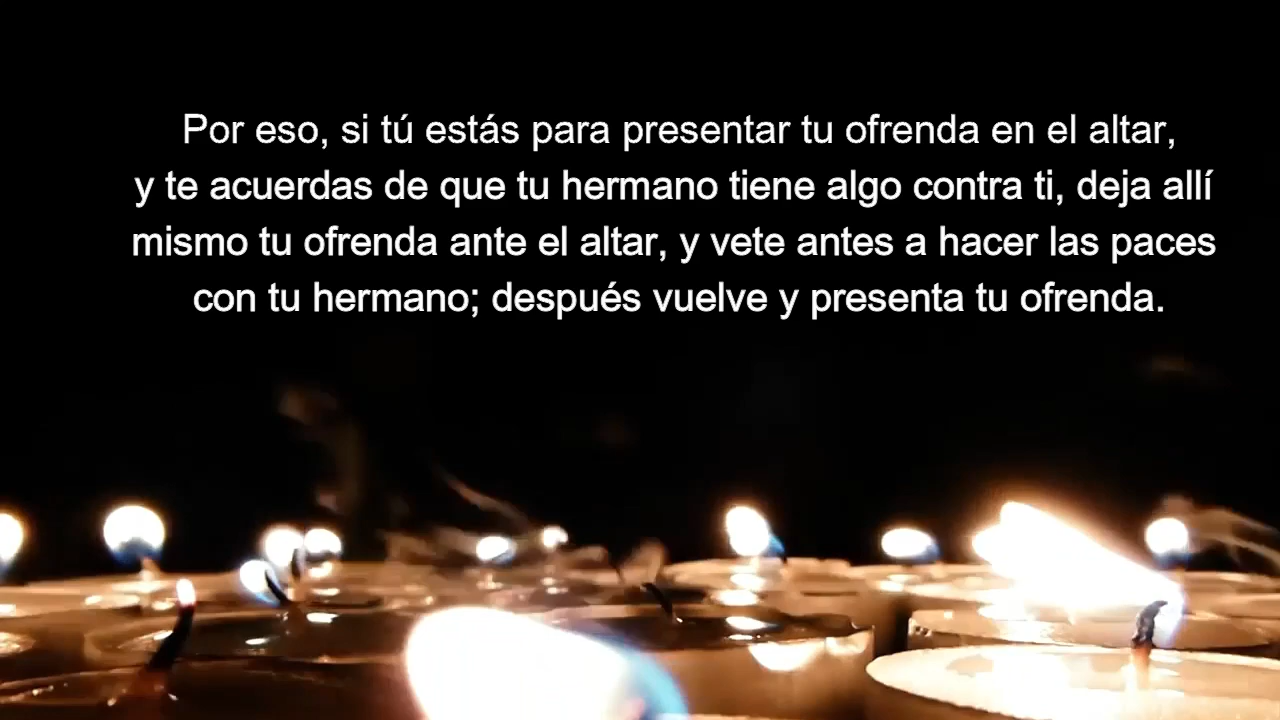 Por eso, si tú estás para presentar tu ofrenda en el altar,
y te acuerdas de que tu hermano tiene algo contra ti, deja allí
mismo tu ofrenda ante el altar, y vete antes a hacer las paces
con tu hermano; después vuelve y presenta tu ofrenda.